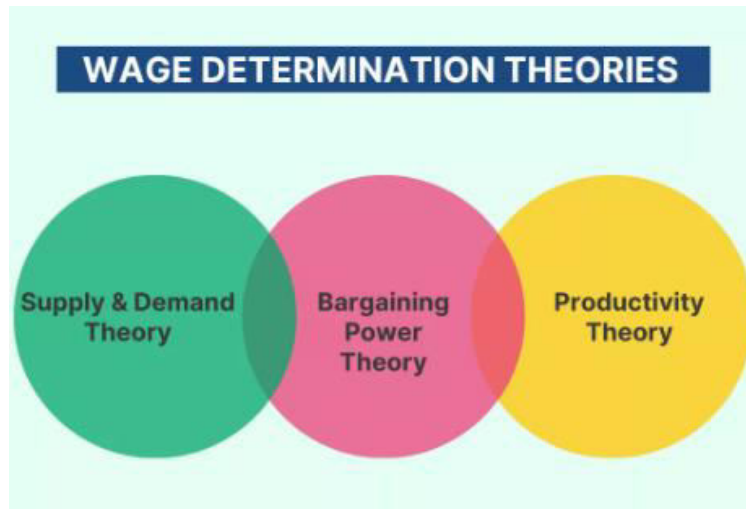 WAGE DETERMINATION THEORIES
Supply & Demand
Theory
Bargaining
Power
Theory
Productivity
Theory